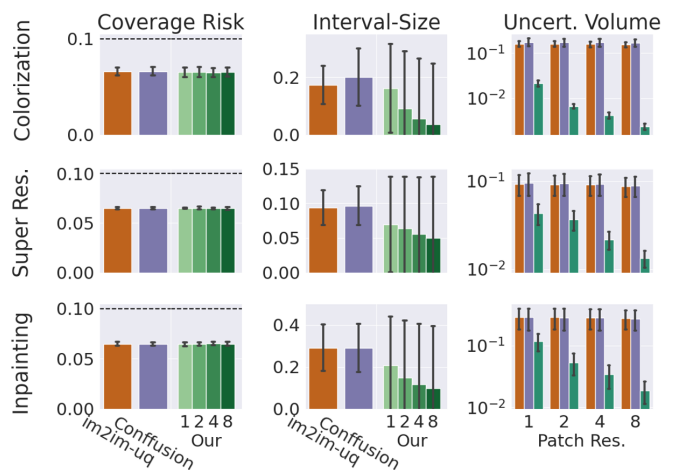 Coverage Risk Interval-Size Uncert. Volume
Colorization
0.1
0.0
0.2
0.0
10⁻¹
10⁻²
Super Res.
0.10
0.05
0.00
0.15
0.10
0.05
0.00
10⁻¹
10⁻²
Inpainting
0.10
0.05
0.00
0.4
0.2
0.0
10⁻¹
10⁻²
im2im-uq
Conffusion
1 2 4 8
Our
im2im-uq
Conffusion
1 2 4 8
Our
1 2 4 8
Patch Res.